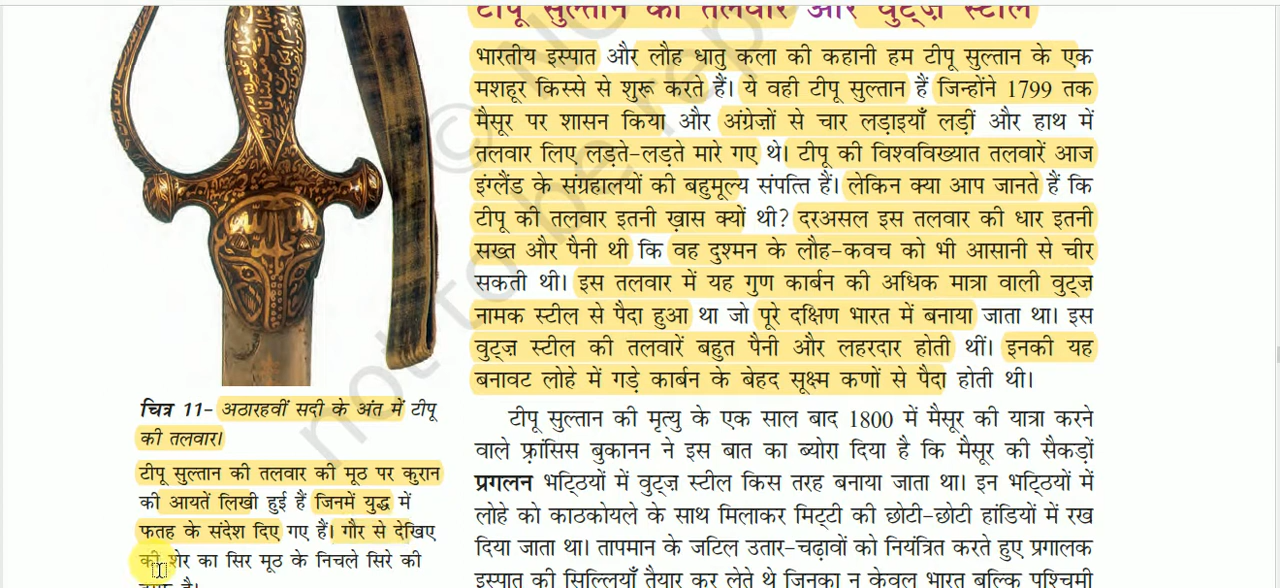 टीपू सुल्तान की तलवार और वुट्ज़ स्टील
भारतीय इस्पात और लौह धातु कला की कहानी हम टीपू सुल्तान के एक
मशहूर किस्से से शुरू करते हैं। ये वही टीपू सुल्तान हैं जिन्होंने 1799 तक
मैसूर पर शासन किया और अंग्रेज़ों से चार लड़ाइयाँ लड़ीं और हाथ में
तलवार लिए लड़ते-लड़ते मारे गए थे। टीपू की विश्वविख्यात तलवारें आज
इंग्लैंड के संग्रहालयों की बहुमूल्य संपत्ति हैं। लेकिन क्या आप जानते हैं कि
टीपू की तलवार इतनी ख़ास क्यों थी? दरअसल इस तलवार की धार इतनी
सख्त और पैनी थी कि वह दुश्मन के लौह-कवच को भी आसानी से चीर
सकती थी। इस तलवार में यह गुण कार्बन की अधिक मात्रा वाली वुट्ज़
नामक स्टील से पैदा हुआ था जो पूरे दक्षिण भारत में बनाया जाता था। इस
वुट्ज़ स्टील की तलवारें बहुत पैनी और लहरदार होती थीं। इनकी यह
बनावट लोहे में गड़े कार्बन के बेहद सूक्ष्म कणों से पैदा होती थी।
टीपू सुल्तान की मृत्यु के एक साल बाद 1800 में मैसूर की यात्रा करने
वाले फ़्रांसिस बुकानन ने इस बात का ब्योरा दिया है कि मैसूर की सैकड़ों
प्रगलन भट्ठियों में वुट्ज़ स्टील किस तरह बनाया जाता था। इन भट्ठियों में
लोहे को काठकोयले के साथ मिलाकर मिट्टी की छोटी-छोटी हांडियों में रख
दिया जाता था। तापमान के जटिल उतार-चढ़ावों को नियंत्रित करते हुए प्रगालक
इस्पात की सिल्लियाँ तैयार कर लेते थे जिनका न केवल भारत बल्कि पश्चिमी
चित्र 11– अठारहवीं सदी के अंत में टीपू
की तलवार।
टीपू सुल्तान की तलवार की मूठ पर कुरान
की आयतें लिखी हुई हैं जिनमें युद्ध में
फतह के संदेश दिए गए हैं। गौर से देखिए
की शेर का सिर मूठ के निचले सिरे की
© not to be